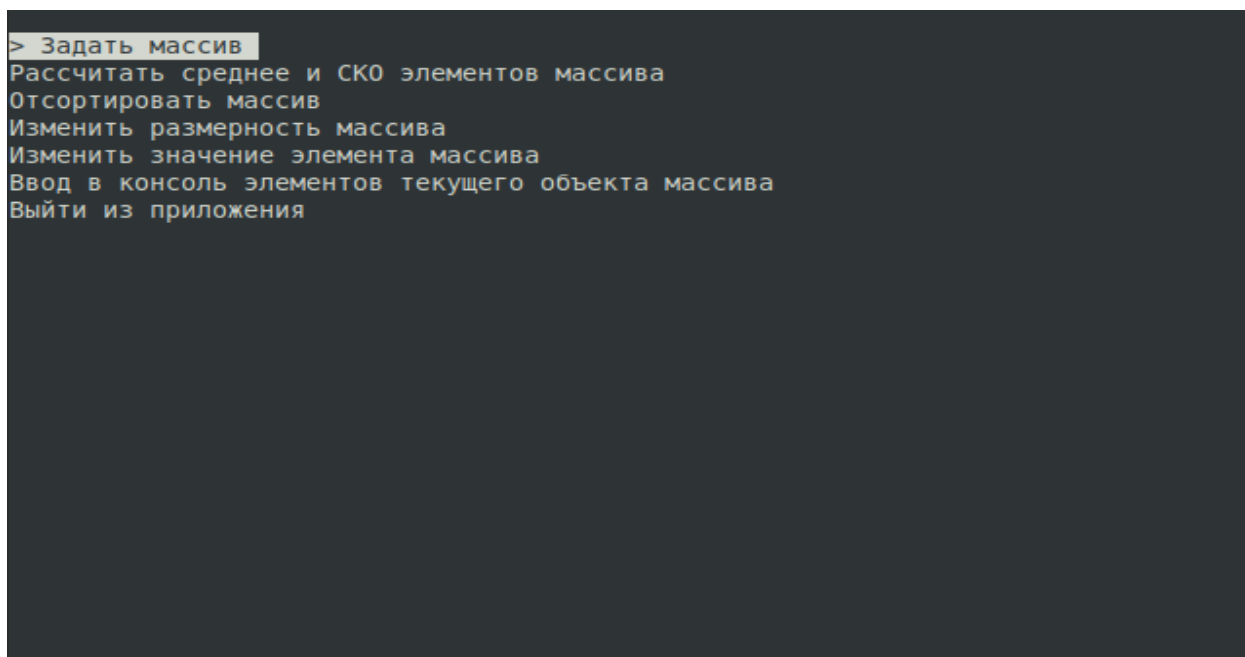 > Задать массив
Рассчитать среднее и СКО элементов массива
Отсортировать массив
Изменить размерность массива
Изменить значение элемента массива
Ввод в консоль элементов текущего объекта массива
Выйти из приложения